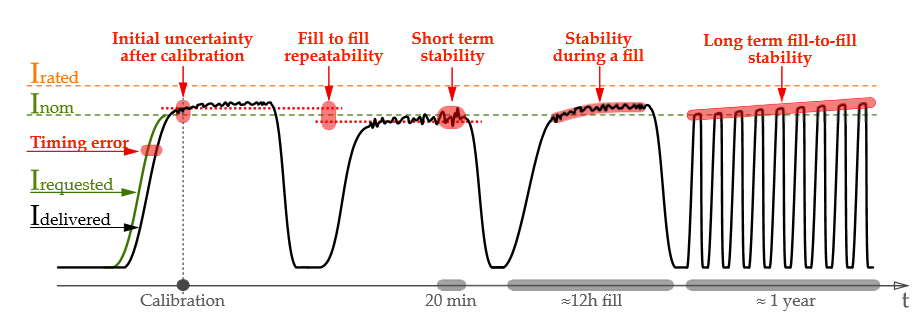 Initial uncertainty
after calibration
Fill to fill
repeatability
Short term
stability
Stability
during a fill
Long term fill-to-fill
stability
Irated
Inom
Timing error
Irequested
Idelivered
Calibration
20 min
≈12h fill
≈ 1 year
t